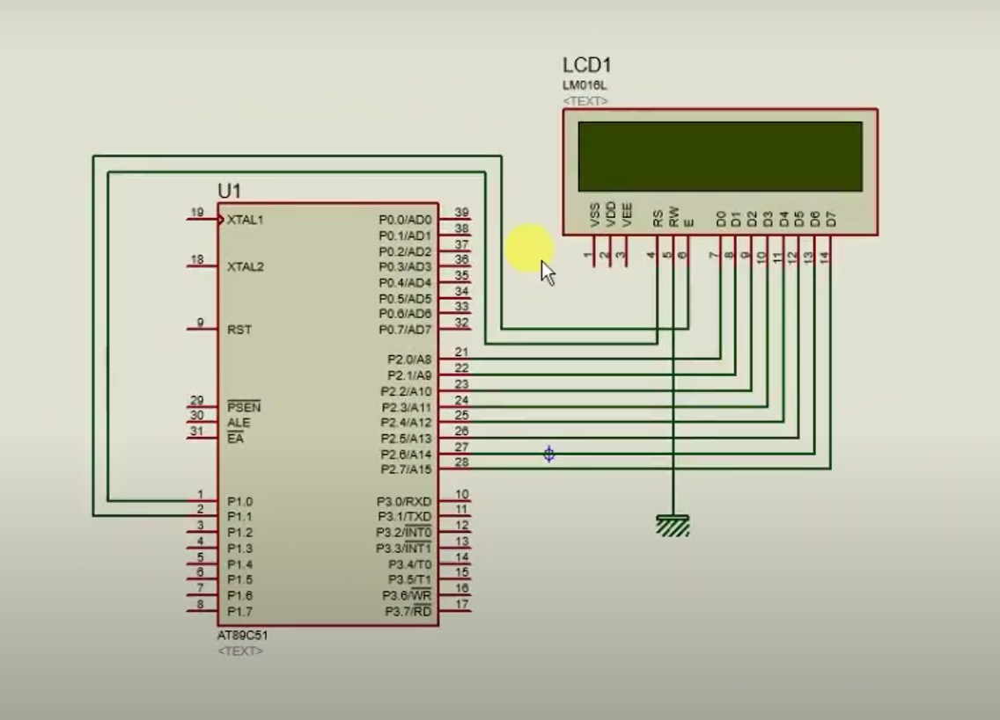 LCD1
LM016L
<TEXT>
VSS VDD VEE RS RW E D0 D1 D2 D3 D4 D5 D6 D7
1 2 3 4 5 6 7 8 9 10 11 12 13 14
U1
19 XTAL1 P0.0/AD0 39
P0.1/AD1 38
P0.2/AD2 37
18 XTAL2 P0.3/AD3 36
P0.4/AD4 35
P0.5/AD5 34
P0.6/AD6 33
9 RST P0.7/AD7 32
P2.0/A8 21
P2.1/A9 22
P2.2/A10 23
29 PSEN P2.3/A11 24
30 ALE P2.4/A12 25
31 EA P2.5/A13 26
P2.6/A14 27
P2.7/A15 28
1 P1.0 P3.0/RXD 10
2 P1.1 P3.1/TXD 11
3 P1.2 P3.2/INT0 12
4 P1.3 P3.3/INT1 13
5 P1.4 P3.4/T0 14
6 P1.5 P3.5/T1 15
7 P1.6 P3.6/WR 16
8 P1.7 P3.7/RD 17
AT89C51
<TEXT>